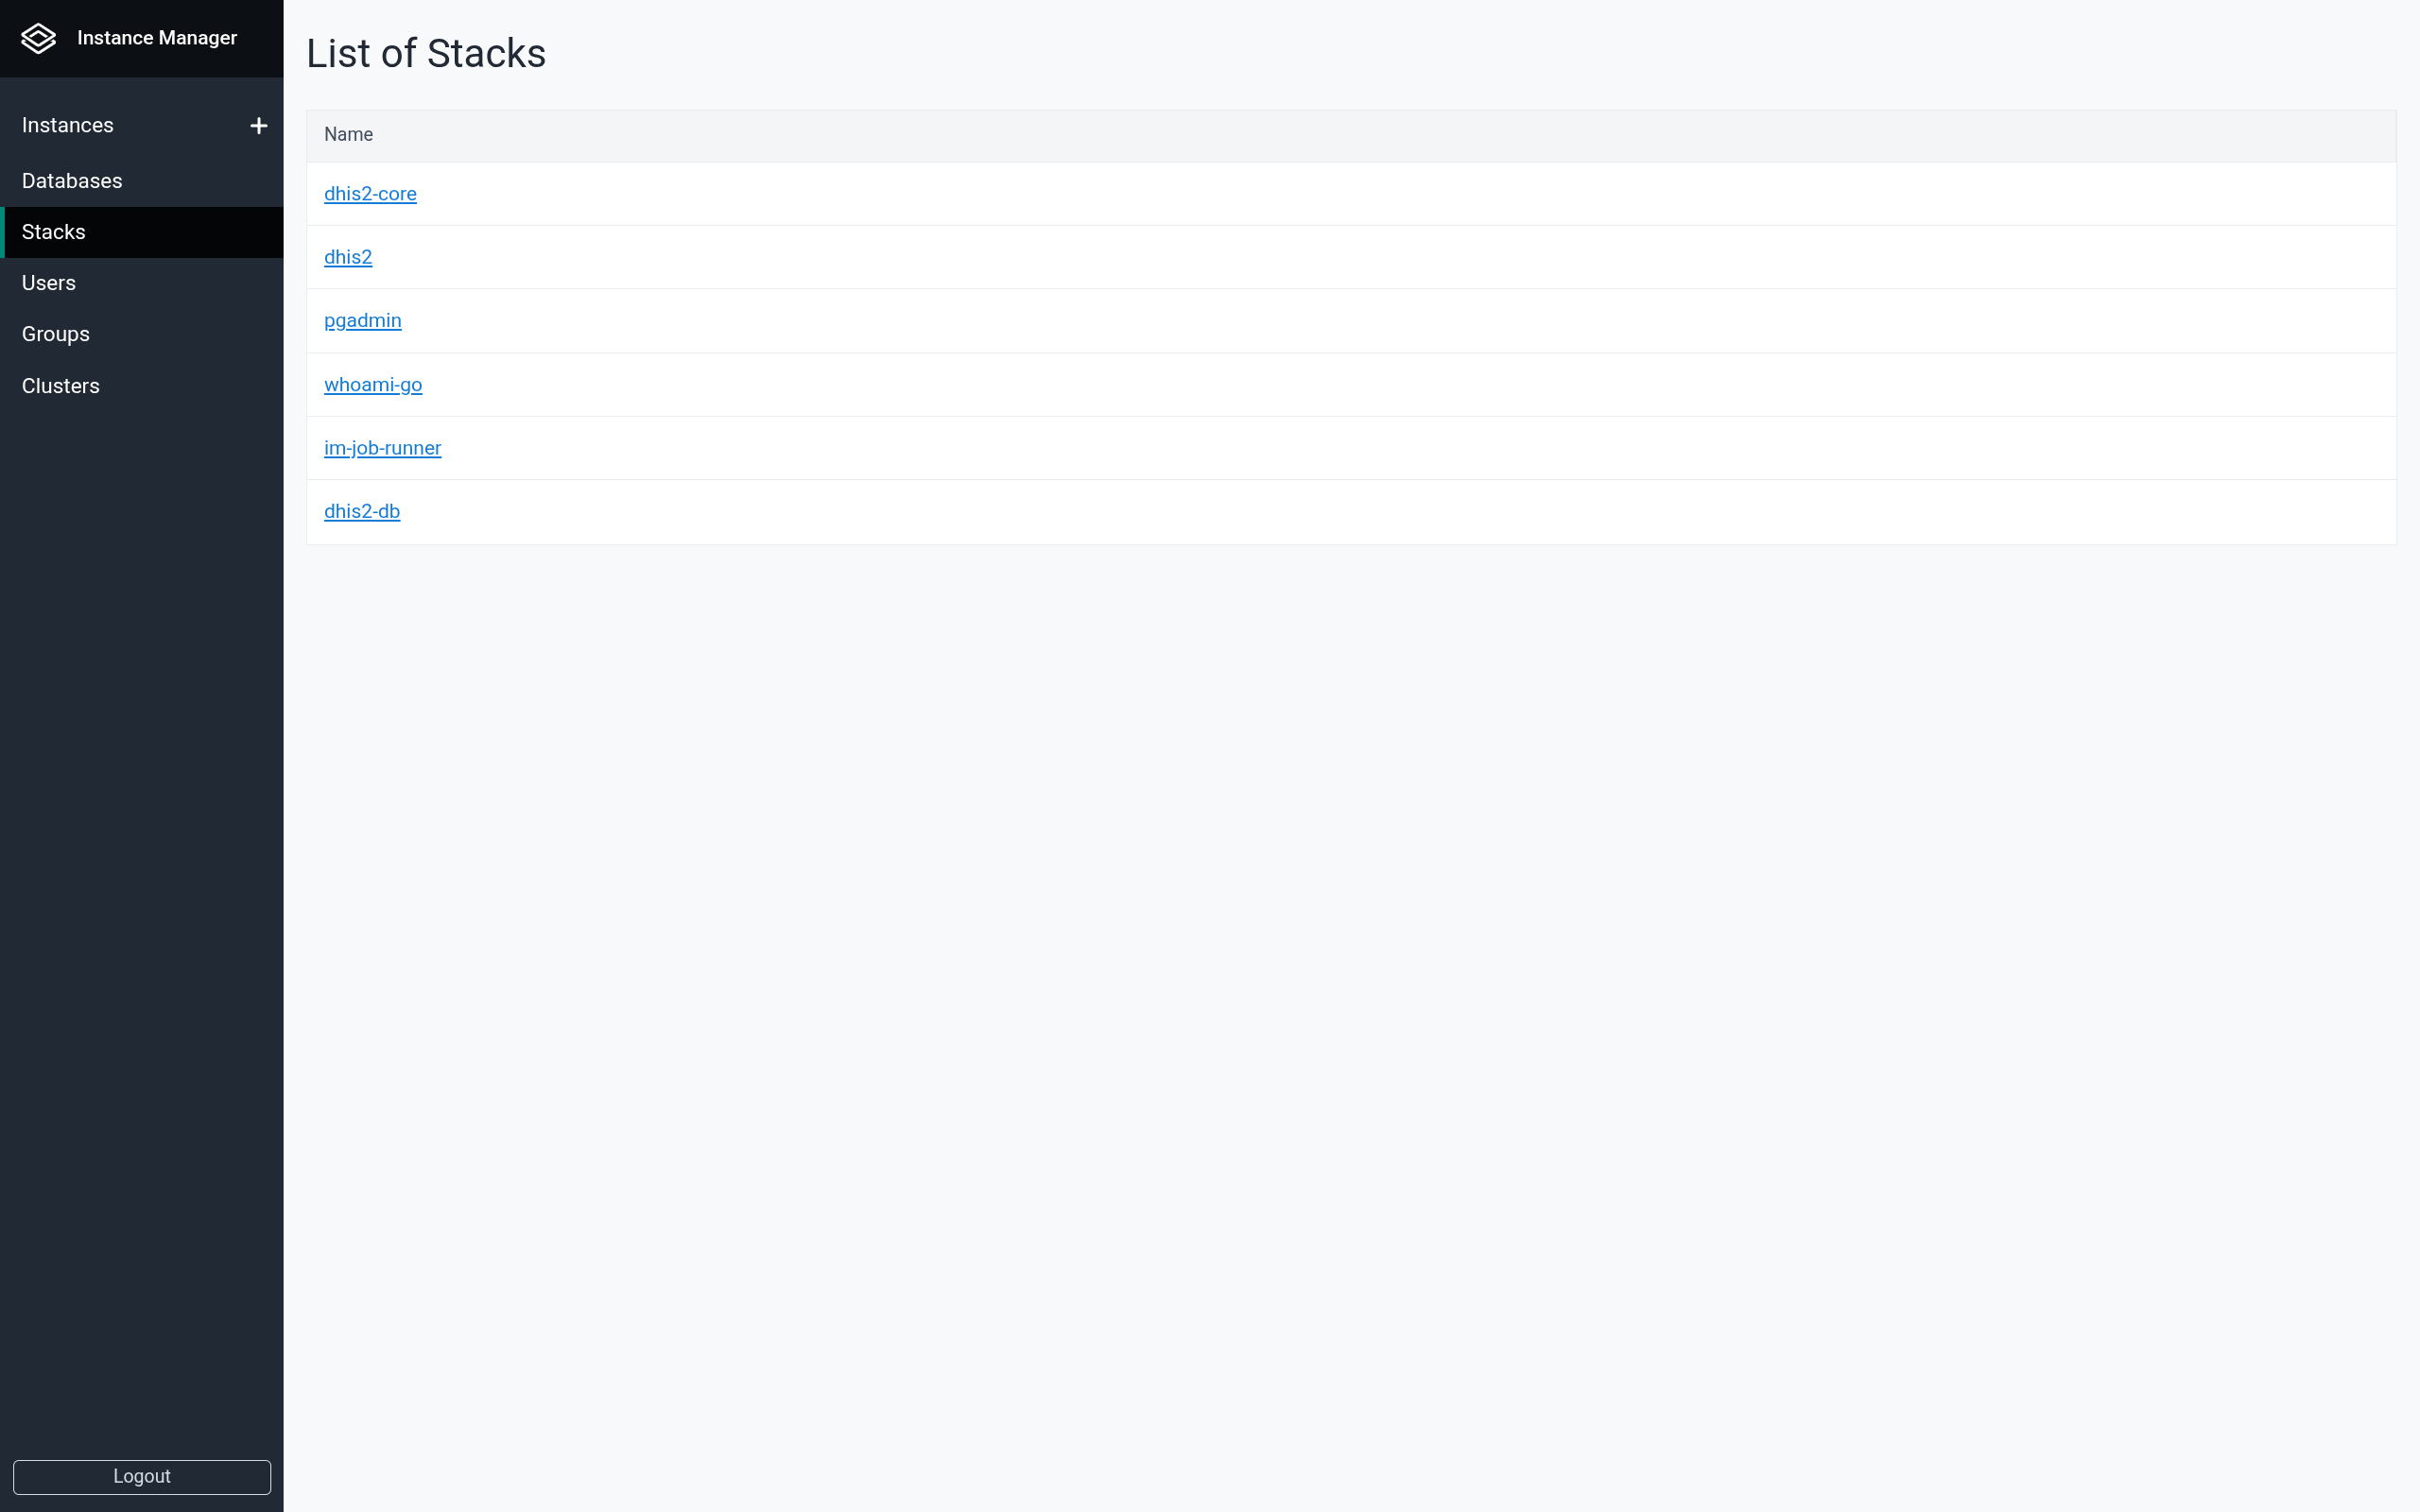 Instance Manager
Instances
Databases
Stacks
Users
Groups
Clusters
Logout
List of Stacks
Name
dhis2-core
dhis2
pgadmin
whoami-go
im-job-runner
dhis2-db